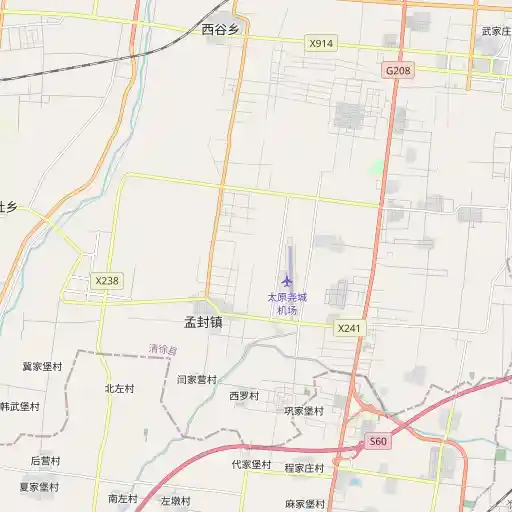 西谷乡
武家庄
X914
G208
社乡
X238
太原尧城
机场
孟封镇
X241
清徐县
冀家堡村
闫家营村
北左村
西罗村
韩武堡村
巩家堡村
S60
后营村
代家堡村
程家庄村
夏家堡村
南左村
左墩村
麻家堡村